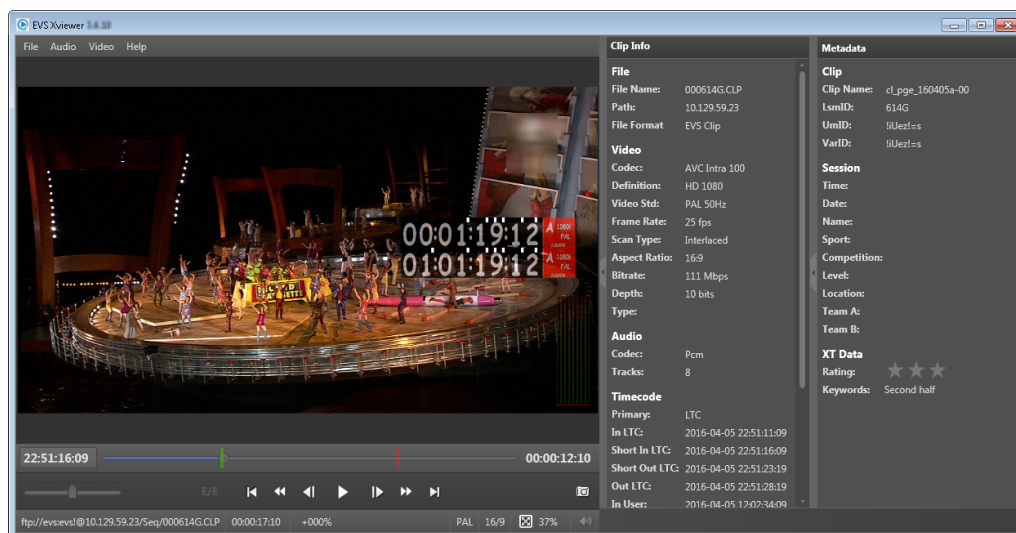 EVS Xviewer
File Audio Video Help
00:01:19:12 A 1080i
PAL
01:01:19:12 A 1080i
PAL
22:51:16:09
00:00:12:10
E/E
ftp://evs:evs!@10.129.59.23/Seq/000614G.CLP 00:00:17:10 +000% PAL 16/9 37%
Clip Info
File
File Name: 000614G.CLP
Path: 10.129.59.23
File Format EVS Clip
Video
Codec: AVC Intra 100
Definition: HD 1080
Video Std: PAL 50Hz
Frame Rate: 25 fps
Scan Type: Interlaced
Aspect Ratio: 16:9
Bitrate: 111 Mbps
Depth: 10 bits
Type:
Audio
Codec: Pcm
Tracks: 8
Timecode
Primary: LTC
In LTC: 2016-04-05 22:51:11:09
Short In LTC: 2016-04-05 22:51:16:09
Short Out LTC: 2016-04-05 22:51:23:19
Out LTC: 2016-04-05 22:51:28:19
In User: 2016-04-05 12:02:34:09
Metadata
Clip
Clip Name: cl_pge_160405a-00
LsmID: 614G
UmID: !iUez!=s
VarID: !iUez!=s
Session
Time:
Date:
Name:
Sport:
Competition:
Level:
Location:
Team A:
Team B:
XT Data
Rating:
Keywords: Second half